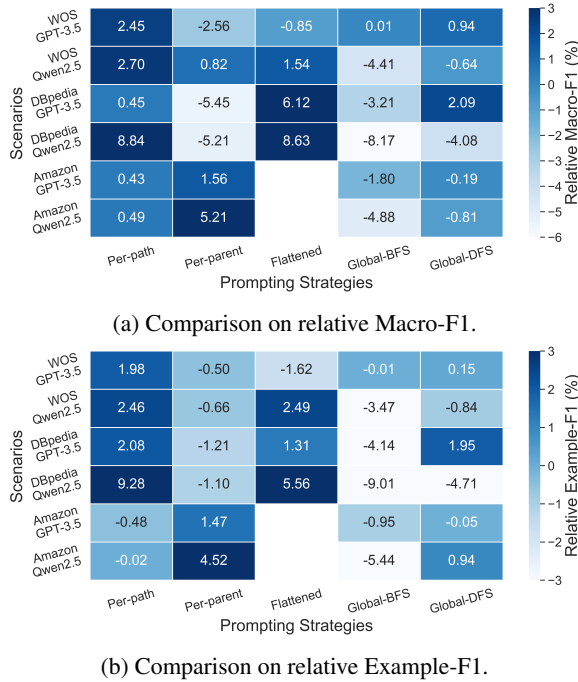 WOS
GPT-3.5
2.45 -2.56 -0.85 0.01 0.94
WOS
Qwen2.5
2.70 0.82 1.54 -4.41 -0.64
DBpedia
GPT-3.5
0.45 -5.45 6.12 -3.21 2.09
DBpedia
Qwen2.5
8.84 -5.21 8.63 -8.17 -4.08
Amazon
GPT-3.5
0.43 1.56 -1.80 -0.19
Amazon
Qwen2.5
0.49 5.21 -4.88 -0.81
Scenarios
Per-path Per-parent Flattened Global-BFS Global-DFS
Prompting Strategies
3
2
1
0
−1
−2
−3
−4
−5
−6
Relative Macro-F1 (%)
(a) Comparison on relative Macro-F1.
WOS
GPT-3.5
1.98 -0.50 -1.62 -0.01 0.15
WOS
Qwen2.5
2.46 -0.66 2.49 -3.47 -0.84
DBpedia
GPT-3.5
2.08 -1.21 1.31 -4.14 1.95
DBpedia
Qwen2.5
9.28 -1.10 5.56 -9.01 -4.71
Amazon
GPT-3.5
-0.48 1.47 -0.95 -0.05
Amazon
Qwen2.5
-0.02 4.52 -5.44 0.94
Scenarios
Per-path Per-parent Flattened Global-BFS Global-DFS
Prompting Strategies
3
2
1
0
−1
−2
−3
Relative Example-F1 (%)
(b) Comparison on relative Example-F1.